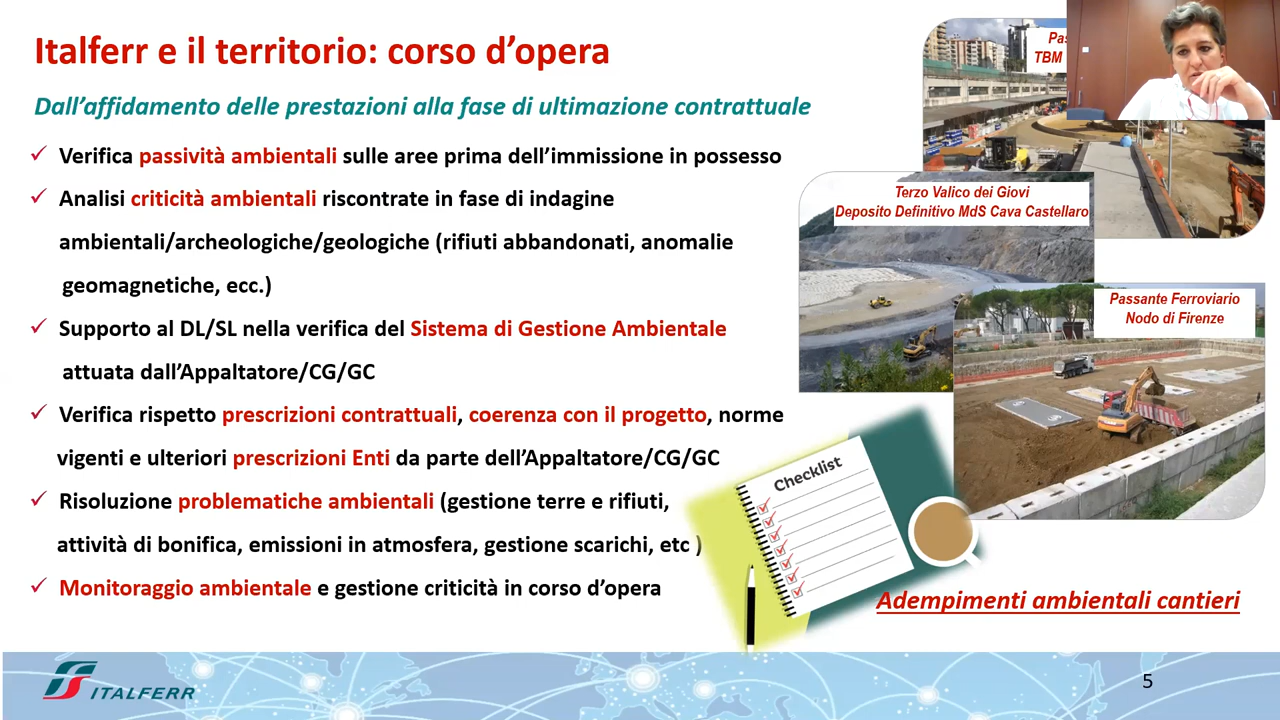 Italferr e il territorio: corso d'opera
Dall'affidamento delle prestazioni alla fase di ultimazione contrattuale
✓ Verifica passività ambientali sulle aree prima dell'immissione in possesso
✓ Analisi criticità ambientali riscontrate in fase di indagine
ambientali/archeologiche/geologiche (rifiuti abbandonati, anomalie
geomagnetiche, ecc.)
✓ Supporto al DL/SL nella verifica del Sistema di Gestione Ambientale
attuata dall'Appaltatore/CG/GC
✓ Verifica rispetto prescrizioni contrattuali, coerenza con il progetto, norme
vigenti e ulteriori prescrizioni Enti da parte dell'Appaltatore/CG/GC
✓ Risoluzione problematiche ambientali (gestione terre e rifiuti,
attività di bonifica, emissioni in atmosfera, gestione scarichi, etc )
✓ Monitoraggio ambientale e gestione criticità in corso d'opera
TBM
Terzo Valico dei Giovi
Deposito Definitivo MdS Cava Castellaro
Passante Ferroviario
Nodo di Firenze
Checklist
Adempimenti ambientali cantieri
ITALFERR
5